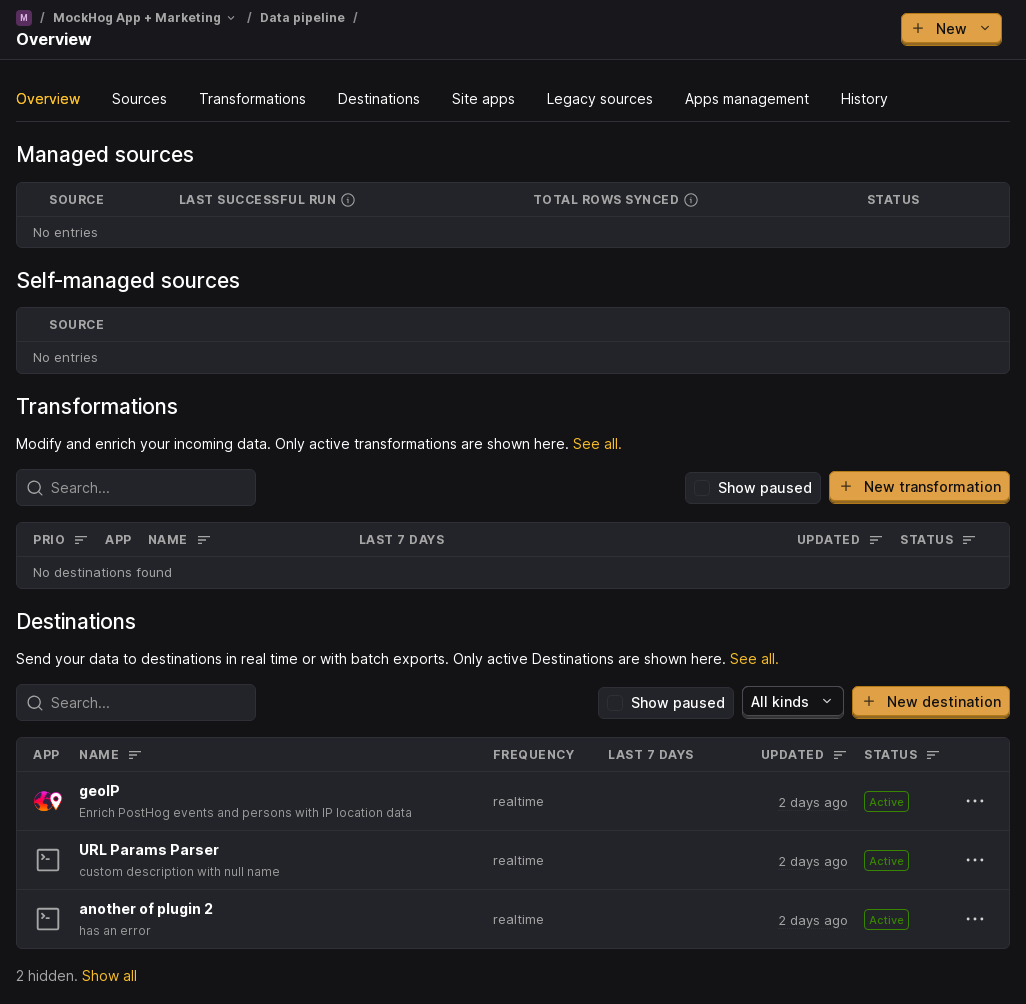 M / MockHog App + Marketing / Data pipeline /
Overview
New
Overview Sources Transformations Destinations Site apps Legacy sources Apps management History
Managed sources
SOURCE LAST SUCCESSFUL RUN TOTAL ROWS SYNCED STATUS
No entries
Self-managed sources
SOURCE
No entries
Transformations
Modify and enrich your incoming data. Only active transformations are shown here. See all.
Search... Show paused New transformation
PRIO APP NAME LAST 7 DAYS UPDATED STATUS
No destinations found
Destinations
Send your data to destinations in real time or with batch exports. Only active Destinations are shown here. See all.
Search... Show paused All kinds New destination
APP NAME FREQUENCY LAST 7 DAYS UPDATED STATUS
geoIP
Enrich PostHog events and persons with IP location data
realtime 2 days ago Active
URL Params Parser
custom description with null name
realtime 2 days ago Active
another of plugin 2
has an error
realtime 2 days ago Active
2 hidden. Show all